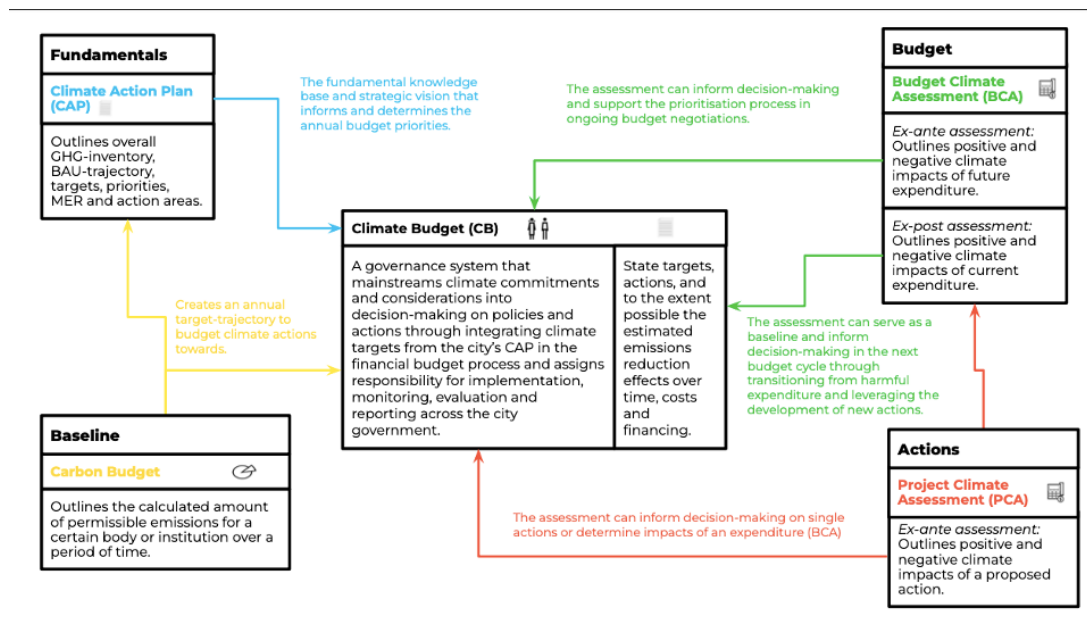 Fundamentals
Climate Action Plan
(CAP)
Outlines overall
GHG-inventory,
BAU-trajectory,
targets, priorities,
MER and action areas.
The fundamental knowledge
base and strategic vision that
informs and determines the
annual budget priorities.
The assessment can inform decision-making
and support the prioritisation process in
ongoing budget negotiations.
Budget
Budget Climate
Assessment (BCA)
Ex-ante assessment:
Outlines positive and
negative climate
impacts of future
expenditure.
Ex-post assessment:
Outlines positive and
negative climate
impacts of current
expenditure.
Climate Budget (CB)
A governance system that
mainstreams climate commitments
and considerations into
decision-making on policies and
actions through integrating climate
targets from the city's CAP in the
financial budget process and assigns
responsibility for implementation,
monitoring, evaluation and
reporting across the city
government.
State targets,
actions, and to
the extent
possible the
estimated
emissions
reduction
effects over
time, costs
and
financing.
Creates an annual
target-trajectory to
budget climate actions
towards.
The assessment can serve as a
baseline and inform
decision-making in the next
budget cycle through
transitioning from harmful
expenditure and leveraging the
development of new actions.
Baseline
Carbon Budget
Outlines the calculated amount
of permissible emissions for a
certain body or institution over a
period of time.
The assessment can inform decision-making on single
actions or determine impacts of an expenditure (BCA)
Actions
Project Climate
Assessment (PCA)
Ex-ante assessment:
Outlines positive and
negative climate
impacts of a proposed
action.